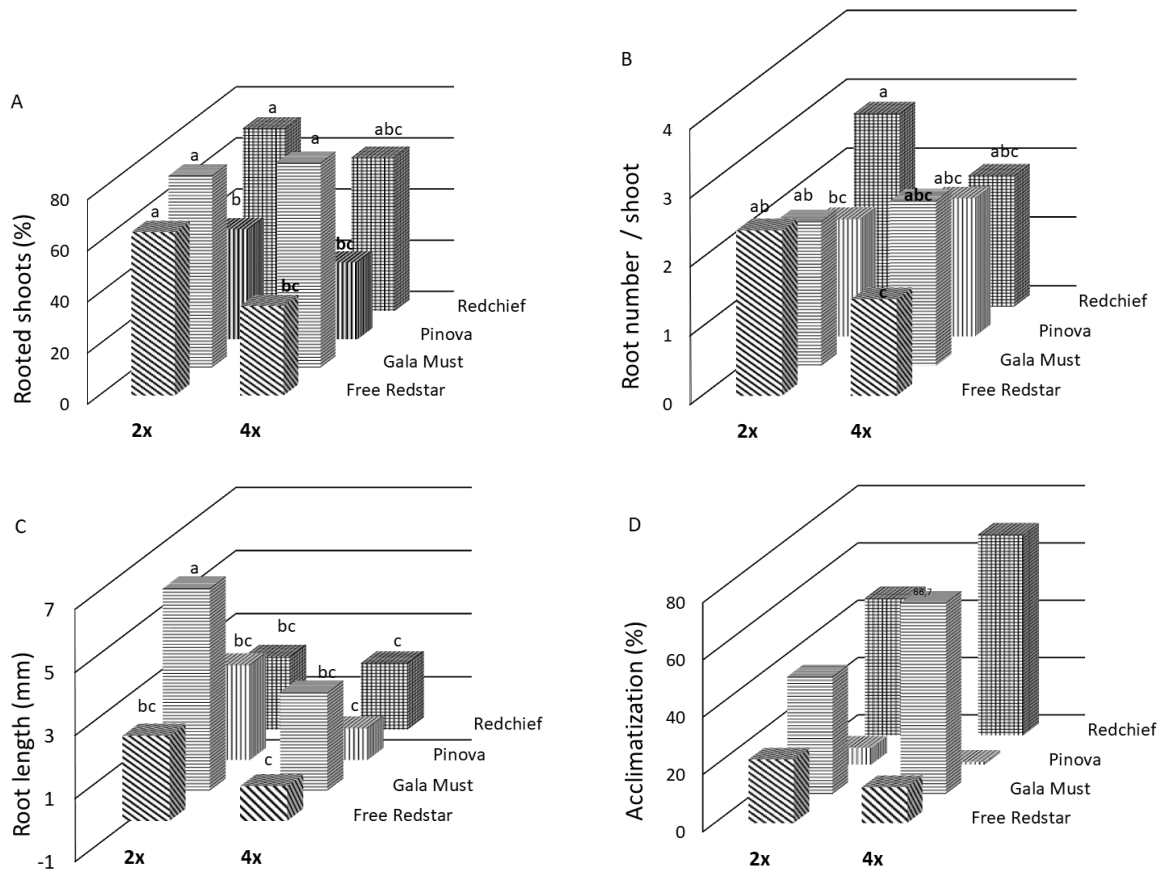 A
80
60
40
20
0
Rooted shoots (%)
a
a
a
a
abc
b
bc
bc
Redchief
Pinova
Gala Must
Free Redstar
2x
4x
B
4
3
2
1
0
Root number / shoot
a
ab
ab
bc
abc
abc
abc
c
Redchief
Pinova
Gala Must
Free Redstar
2x
4x
C
7
5
3
1
-1
Root length (mm)
a
bc
bc
bc
bc
c
c
c
Redchief
Pinova
Gala Must
Free Redstar
2x
4x
D
80
60
40
20
0
Acclimatization (%)
68,7
Redchief
Pinova
Gala Must
Free Redstar
2x
4x